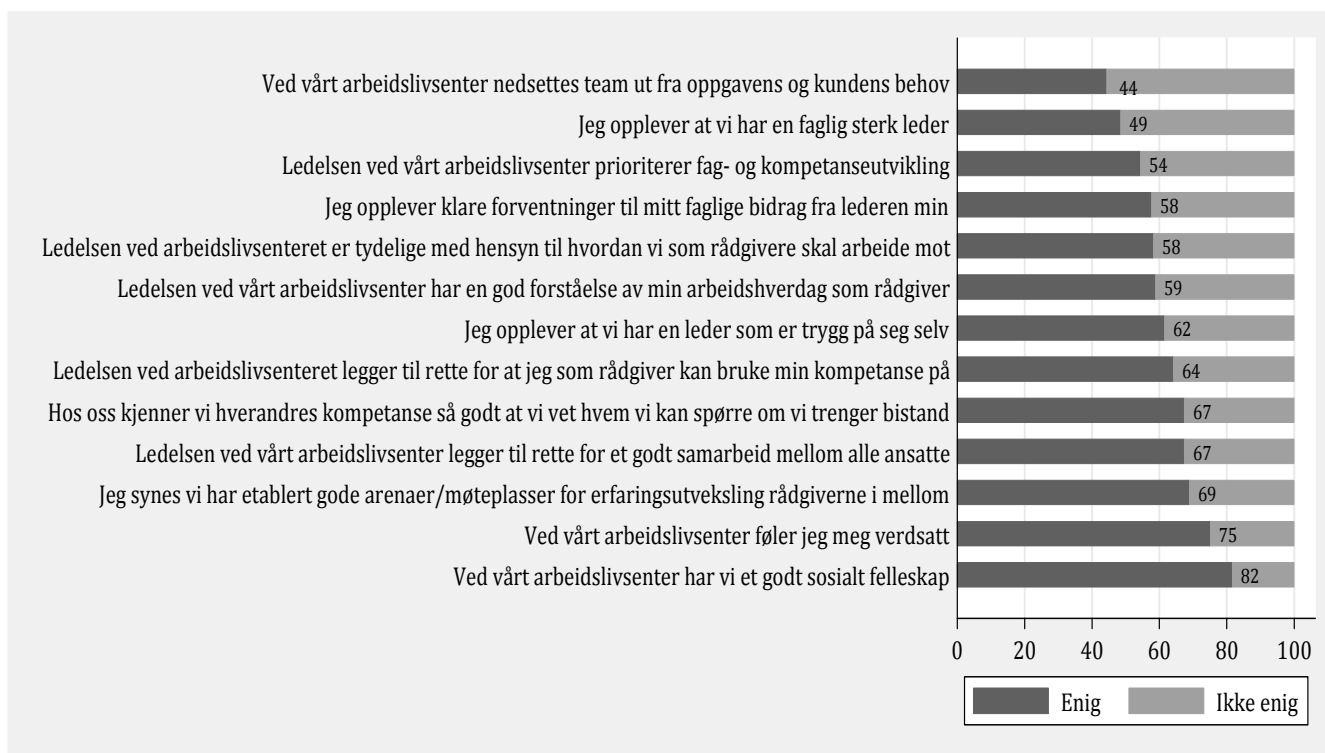 Ved vårt arbeidslivsenter nedsettes team ut fra oppgavens og kundens behov 44
Jeg opplever at vi har en faglig sterk leder 49
Ledelsen ved vårt arbeidslivsenter prioriterer fag- og kompetanseutvikling 54
Jeg opplever klare forventninger til mitt faglige bidrag fra lederen min 58
Ledelsen ved arbeidslivsenteret er tydelige med hensyn til hvordan vi som rådgivere skal arbeide mot 58
Ledelsen ved vårt arbeidslivsenter har en god forståelse av min arbeidshverdag som rådgiver 59
Jeg opplever at vi har en leder som er trygg på seg selv 62
Ledelsen ved arbeidslivsenteret legger til rette for at jeg som rådgiver kan bruke min kompetanse på 64
Hos oss kjenner vi hverandres kompetanse så godt at vi vet hvem vi kan spørre om vi trenger bistand 67
Ledelsen ved vårt arbeidslivsenter legger til rette for et godt samarbeid mellom alle ansatte 67
Jeg synes vi har etablert gode arenaer/møteplasser for erfaringsutveksling rådgiverne i mellom 69
Ved vårt arbeidslivsenter føler jeg meg verdsatt 75
Ved vårt arbeidslivsenter har vi et godt sosialt felleskap 82
0 20 40 60 80 100
Enig Ikke enig